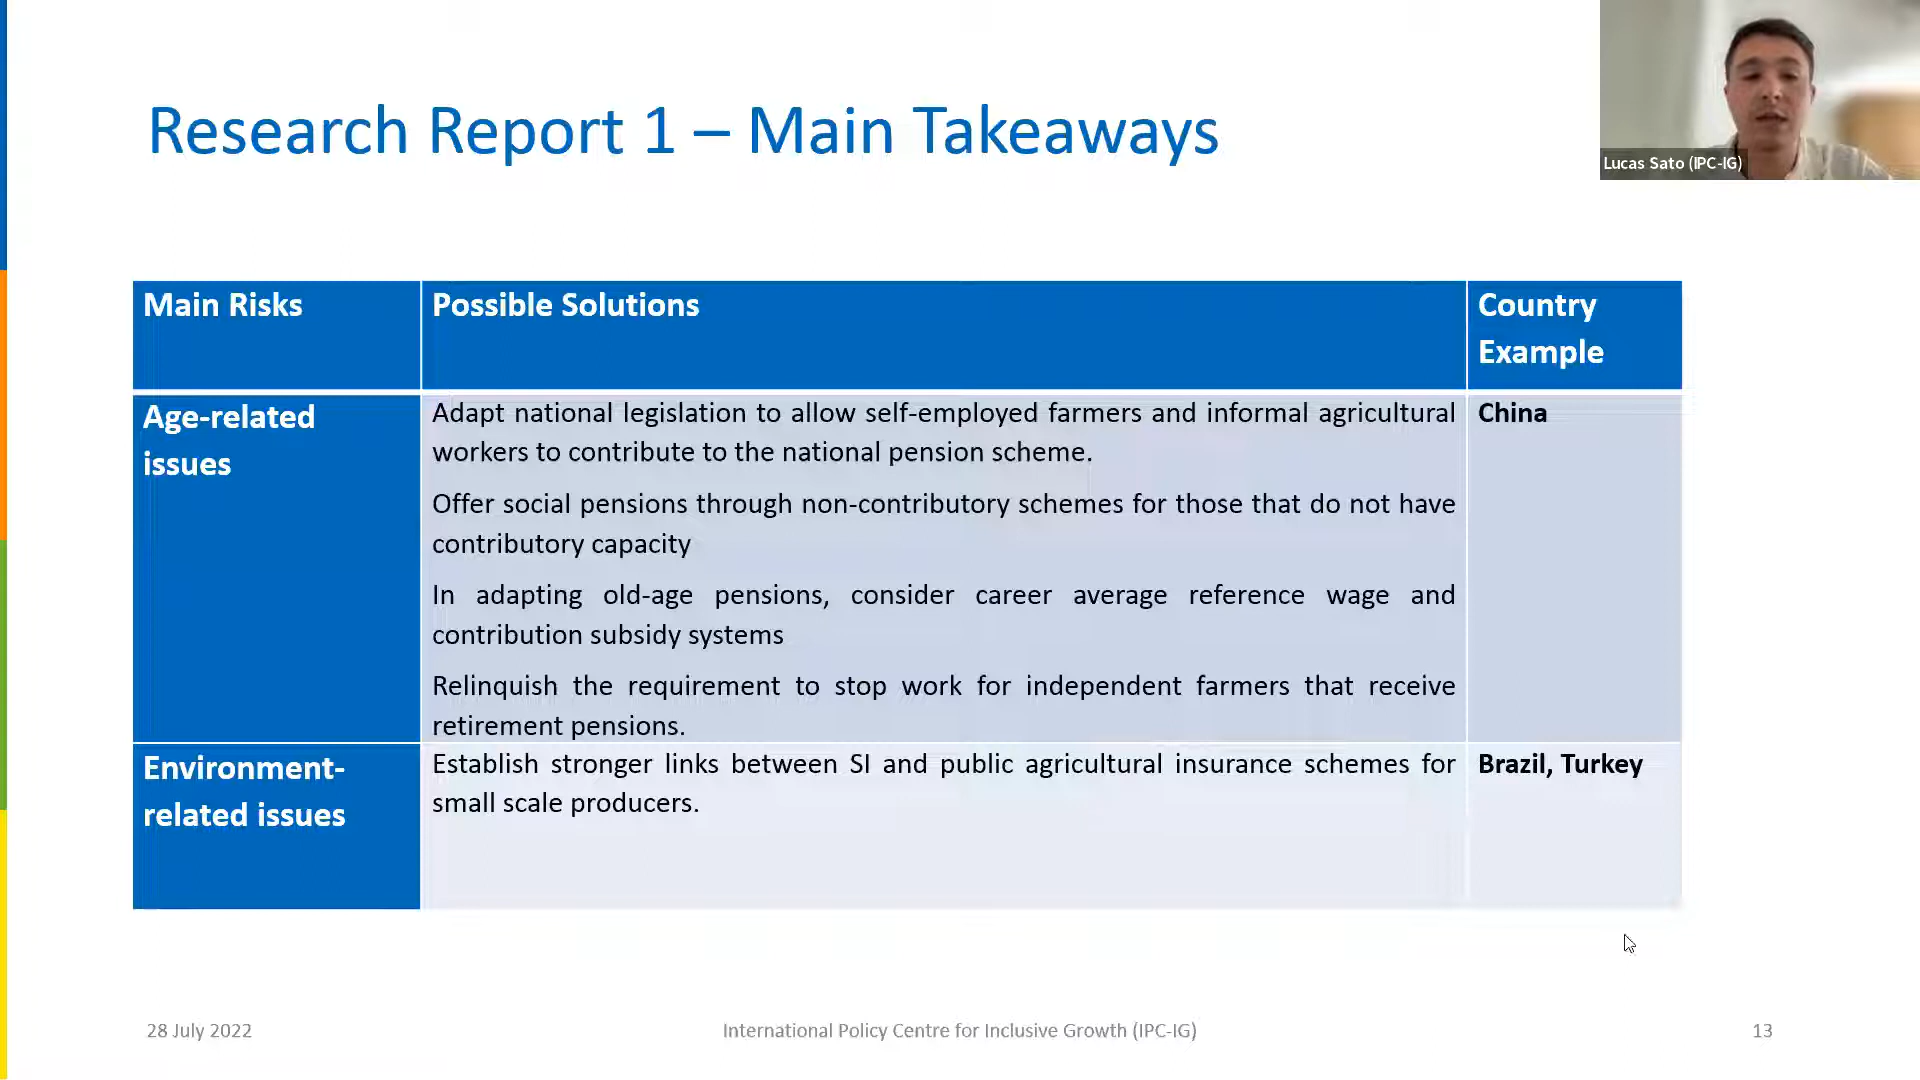 Research Report 1 – Main Takeaways
Lucas Sato (IPC-IG)
Main Risks
Possible Solutions
Country
Example
Age-related
issues
Adapt national legislation to allow self-employed farmers and informal agricultural
workers to contribute to the national pension scheme.
Offer social pensions through non-contributory schemes for those that do not have
contributory capacity
In adapting old-age pensions, consider career average reference wage and
contribution subsidy systems
Relinquish the requirement to stop work for independent farmers that receive
retirement pensions.
China
Environment-
related issues
Establish stronger links between SI and public agricultural insurance schemes for
small scale producers.
Brazil, Turkey
28 July 2022
International Policy Centre for Inclusive Growth (IPC-IG)
13